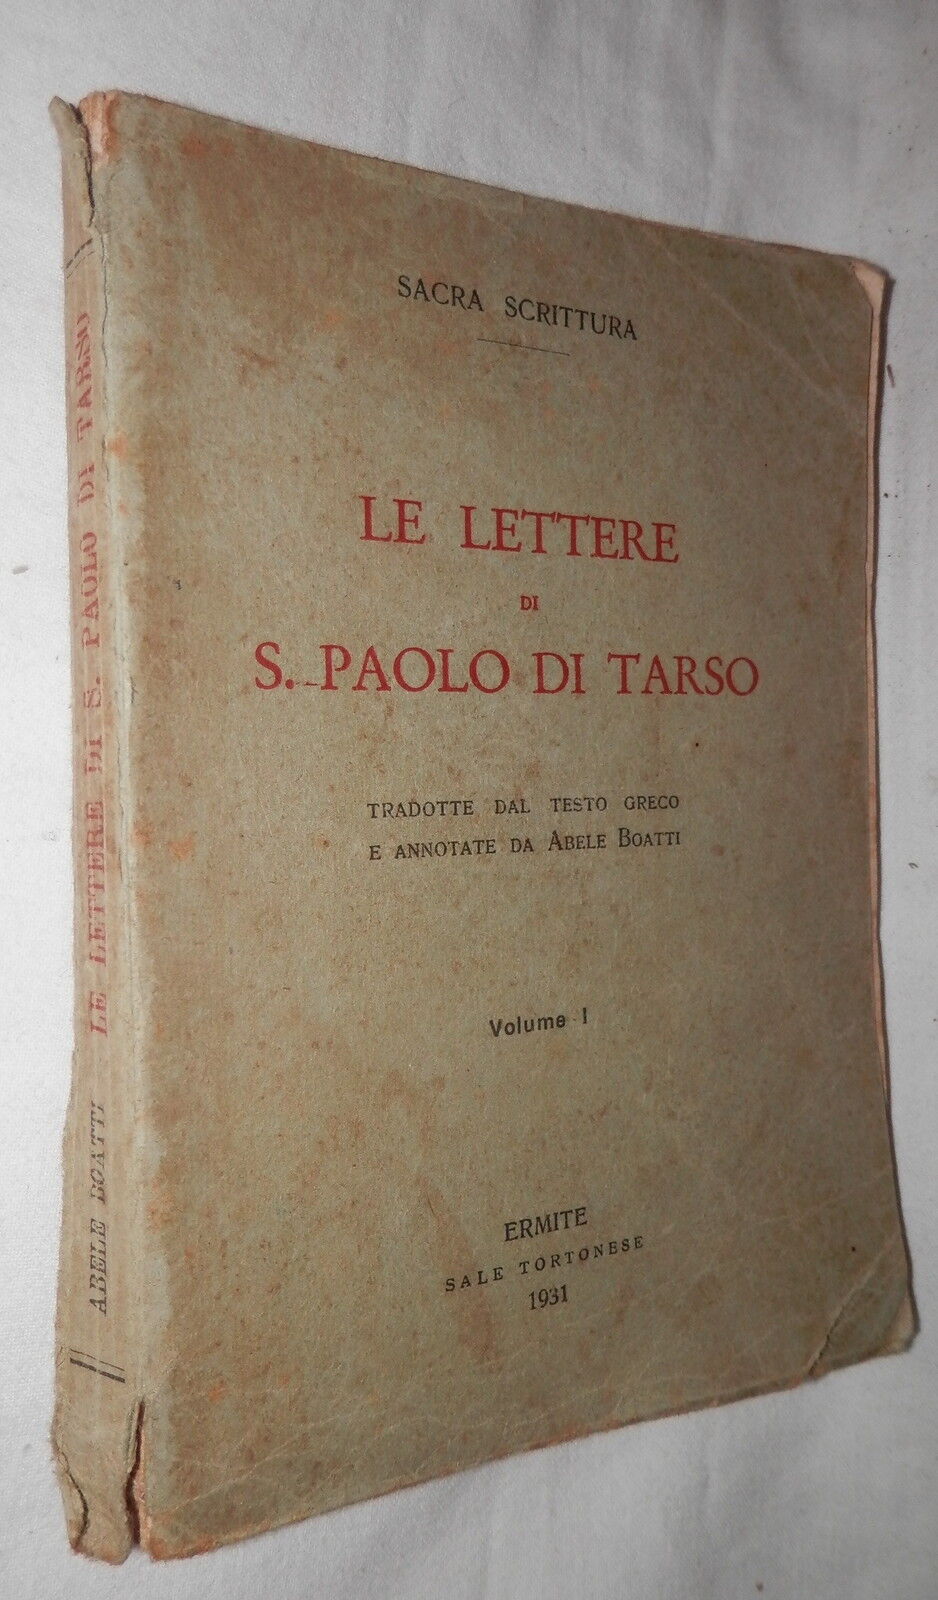 SACRA SCRITTURA
LE LETTERE
DI
S. PAOLO DI TARSO
TRADOTTE DAL TESTO GRECO
E ANNOTATE DA ABELE BOATTI
Volume I
ERMITE
SALE TORTONESE
1931
ABELE BOATTI LE LETTERE DI S. PAOLO DI TARSO